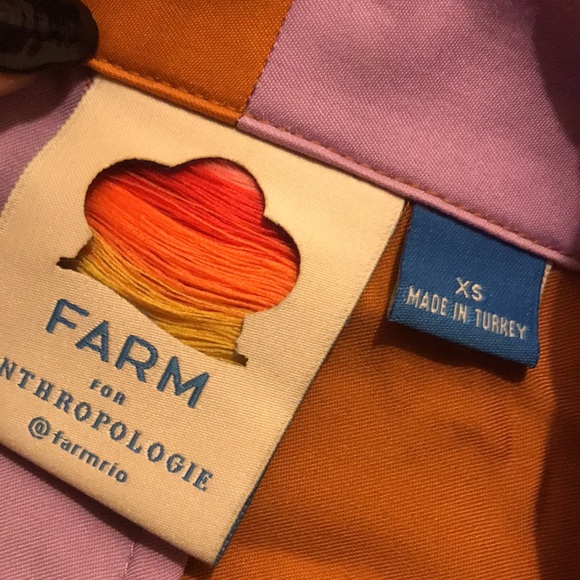 FARM
FOR
NTHROPOLOGIE
@farmrio
XS
MADE IN TURKEY